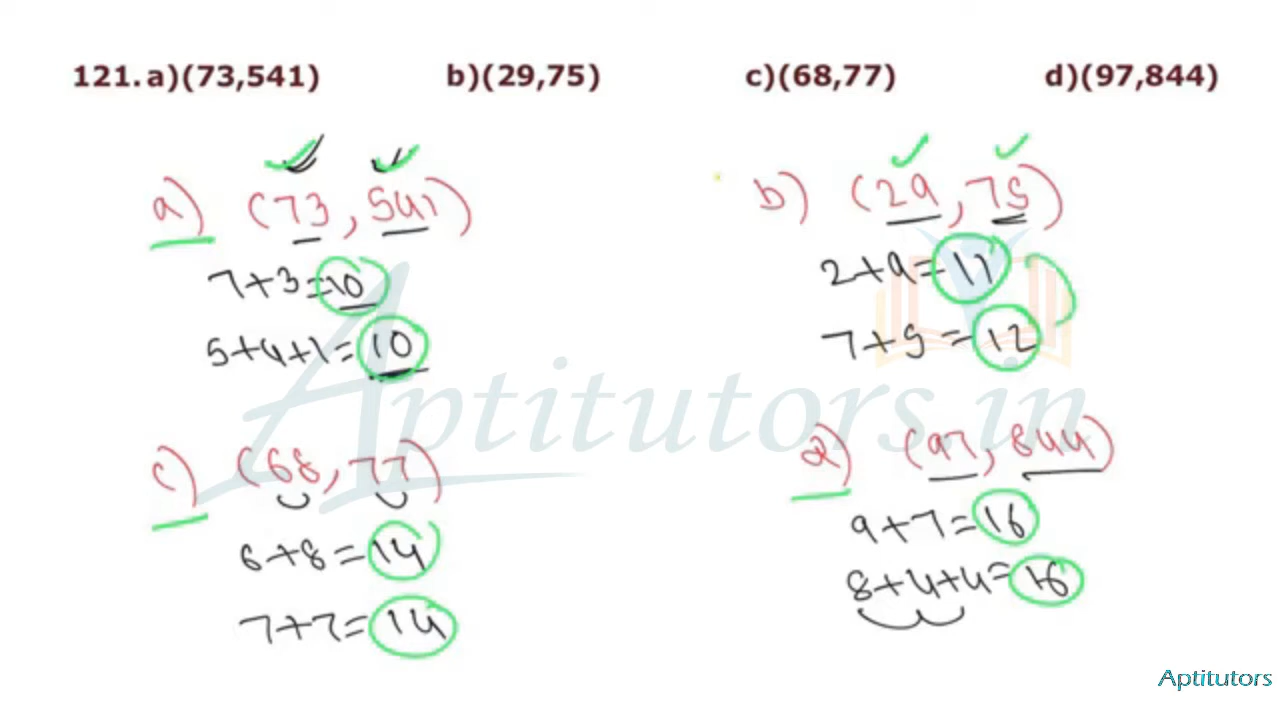 121. a)(73,541) b)(29,75) c)(68,77) d)(97,844)
a) (73, 541)
7+3=10
5+4+1=10
b) (29, 75)
2+9=11
7+5=12
c) (68, 77)
6+8=14
7+7=14
d) (97, 844)
9+7=16
8+4+4=16
Aptitutors.in
Aptitutors